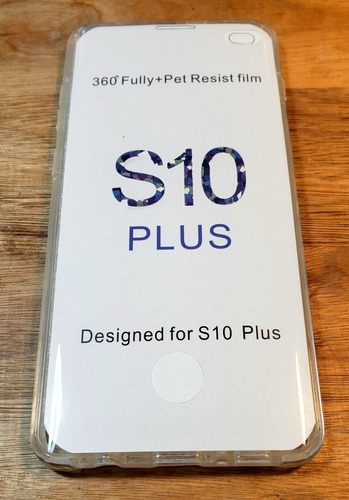 360°Fully+Pet Resist film
S10
PLUS
Designed for S10 Plus